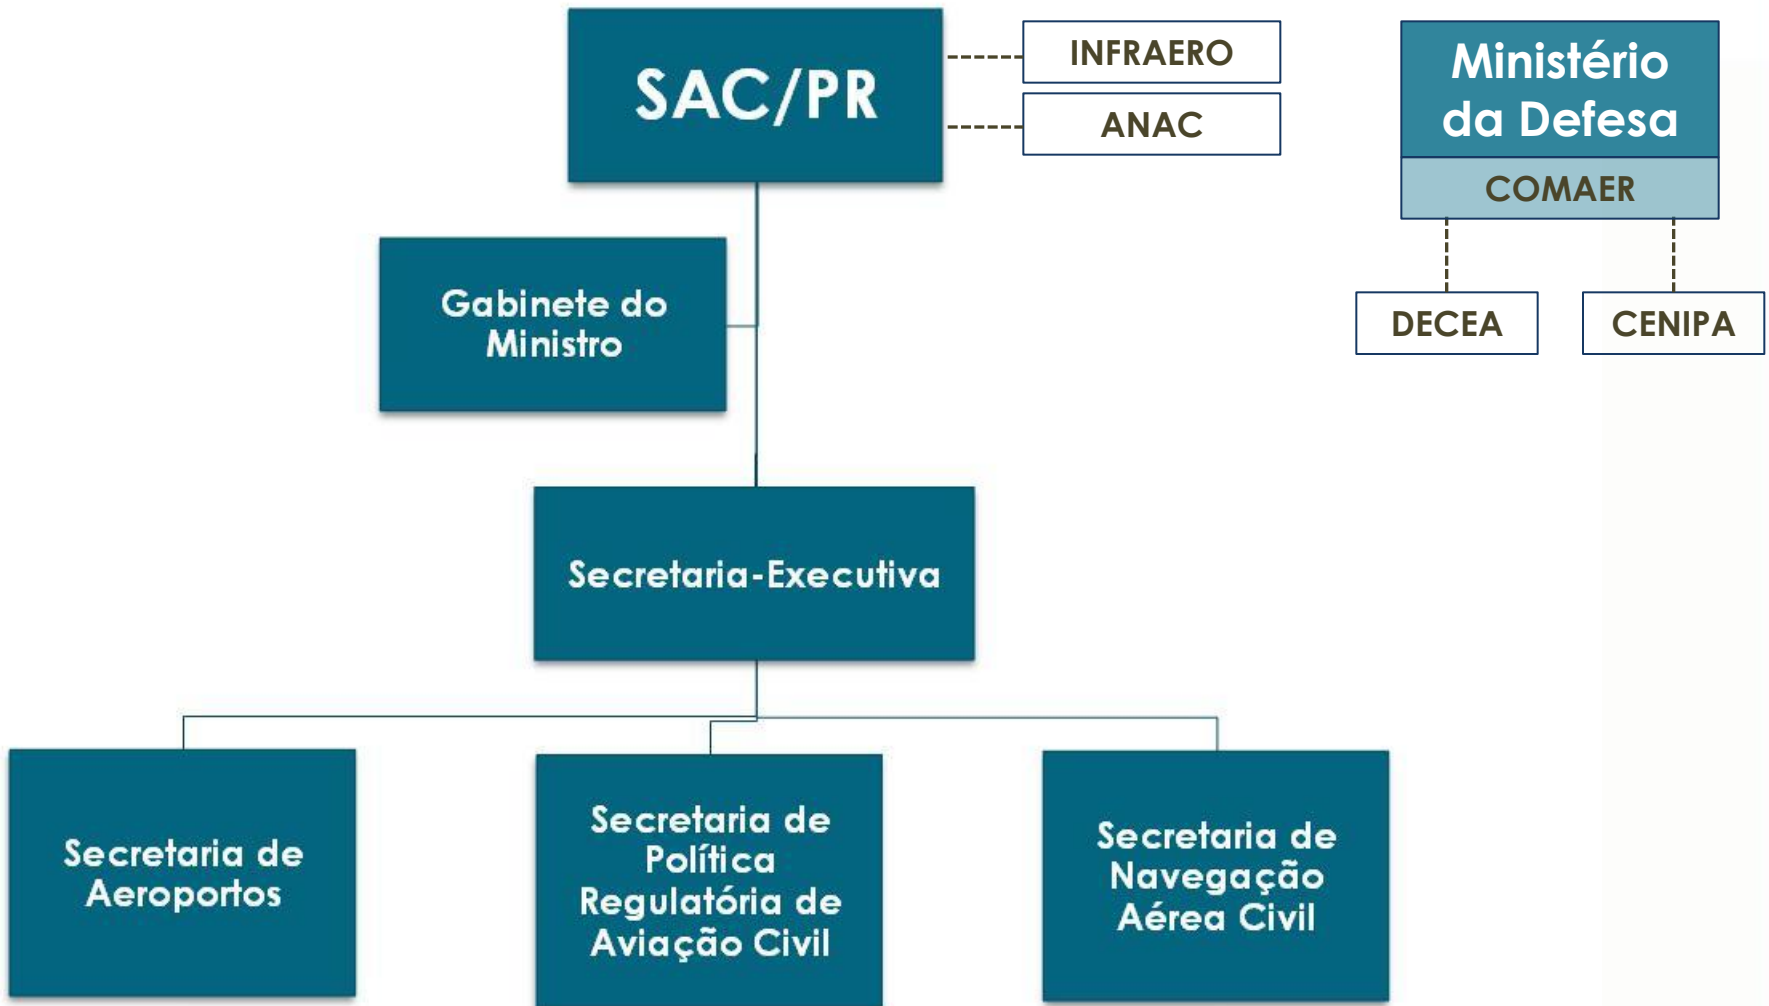 SAC/PR
INFRAERO
ANAC
Ministério
da Defesa
COMAER
DECEA
CENIPA
Gabinete do
Ministro
Secretaria-Executiva
Secretaria de
Aeroportos
Secretaria de
Política
Regulatória de
Aviação Civil
Secretaria de
Navegação
Aérea Civil